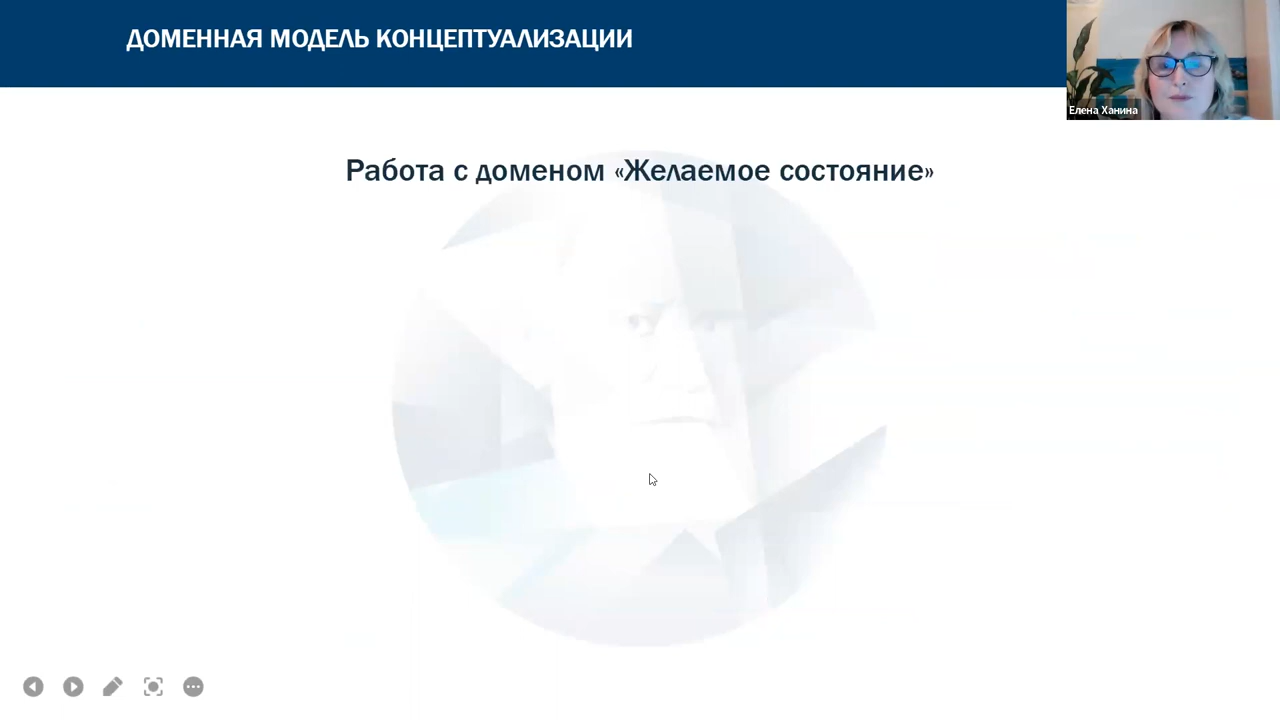 ДОМЕННАЯ МОДЕЛЬ КОНЦЕПТУАЛИЗАЦИИ
Елена Ханина
Работа с доменом «Желаемое состояние»